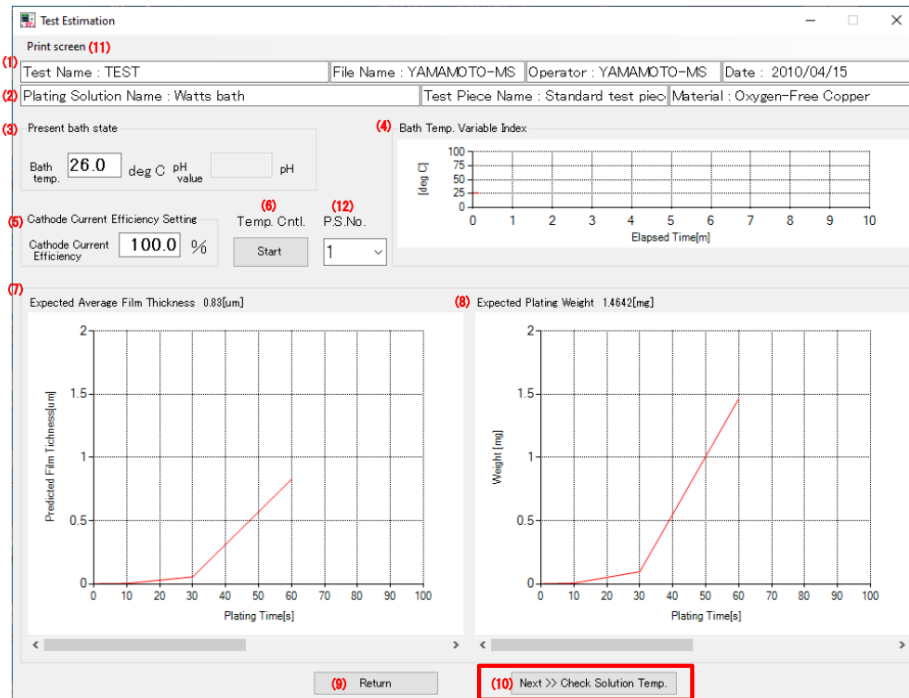 Test Estimation
Print screen (11)
(1) Test Name : TEST File Name : YAMAMOTO-MS Operator : YAMAMOTO-MS Date : 2010/04/15
(2) Plating Solution Name : Watts bath Test Piece Name : Standard test piec Material : Oxygen-Free Copper
(3) Present bath state
Bath temp. 26.0 deg C pH value pH
(4) Bath Temp. Variable Index
[deg C]
100
75
50
25
0
0 1 2 3 4 5 6 7 8 9 10
Elapsed Time[m]
(5) Cathode Current Efficiency Setting
Cathode Current Efficiency 100.0 %
(6)
Temp. Cntl.
Start
(12)
P.S.No.
1
(7) Expected Average Film Thickness 0.83[um]
Predicted Film Tichness[um]
2
1.5
1
0.5
0
0 10 20 30 40 50 60 70 80 90 100
Plating Time[s]
(8) Expected Plating Weight 1.4642[mg]
Weight [mg]
2
1.5
1
0.5
0
0 10 20 30 40 50 60 70 80 90 100
Plating Time[s]
(9) Return
(10) Next >> Check Solution Temp.